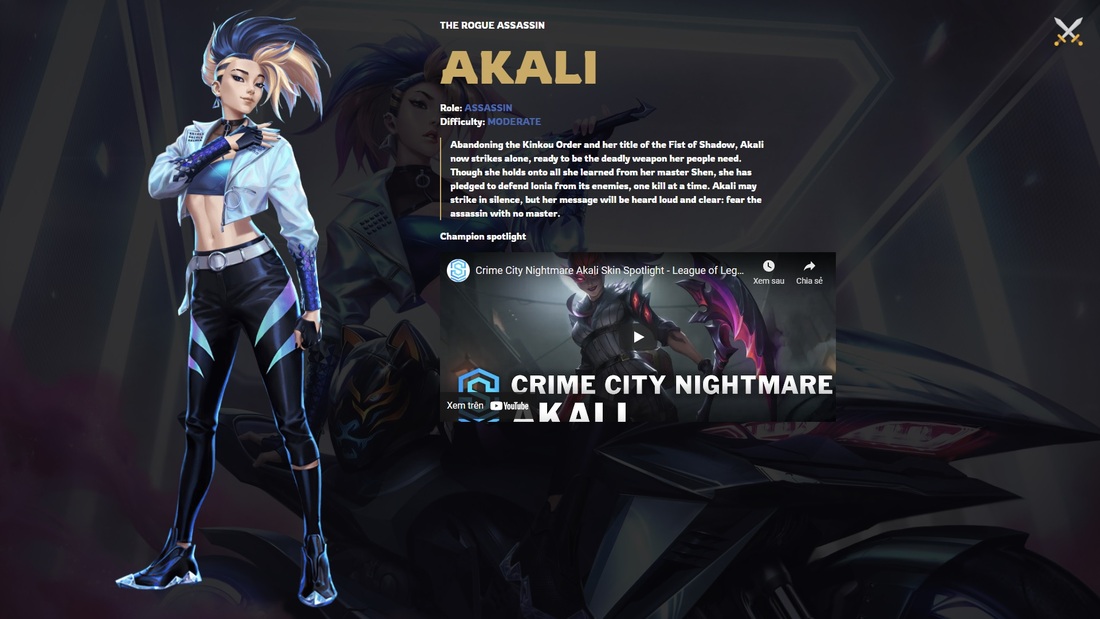 THE ROGUE ASSASSIN
AKALI
Role: ASSASSIN
Difficulty: MODERATE
Abandoning the Kinkou Order and her title of the Fist of Shadow, Akali
now strikes alone, ready to be the deadly weapon her people need.
Though she holds onto all she learned from her master Shen, she has
pledged to defend Ionia from its enemies, one kill at a time. Akali may
strike in silence, but her message will be heard loud and clear: fear the
assassin with no master.
Champion spotlight
Crime City Nightmare Akali Skin Spotlight - League of Leg...
Xem sau
Chia sẻ
CRIME CITY NIGHTMARE
AKALI
Xem trên YouTube